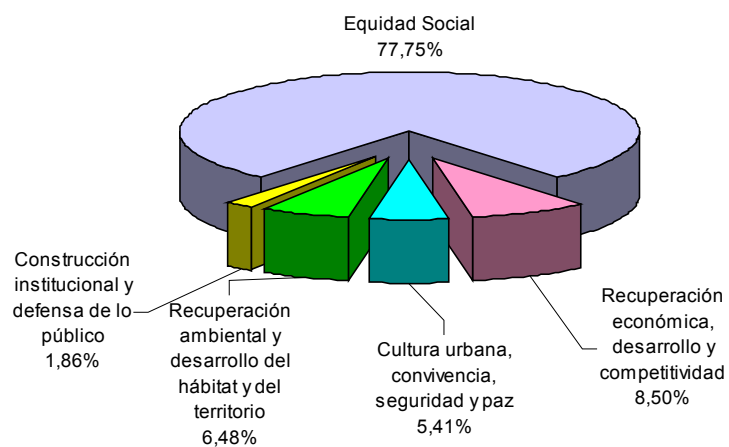 Equidad Social
77,75%
Construcción
institucional y
defensa de lo
público
1,86%
Recuperación
ambiental y
desarrollo del
hábitat y del
territorio
6,48%
Cultura urbana,
convivencia,
seguridad y paz
5,41%
Recuperación
económica,
desarrollo y
competitividad
8,50%